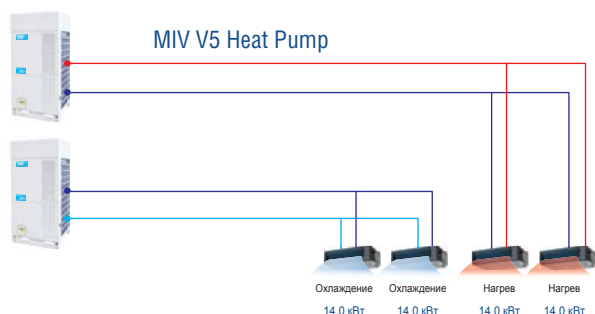 MIV V5 Heat Pump
Охлаждение Охлаждение Нагрев Нагрев
14.0 кВт 14.0 кВт 14.0 кВт 14.0 кВт